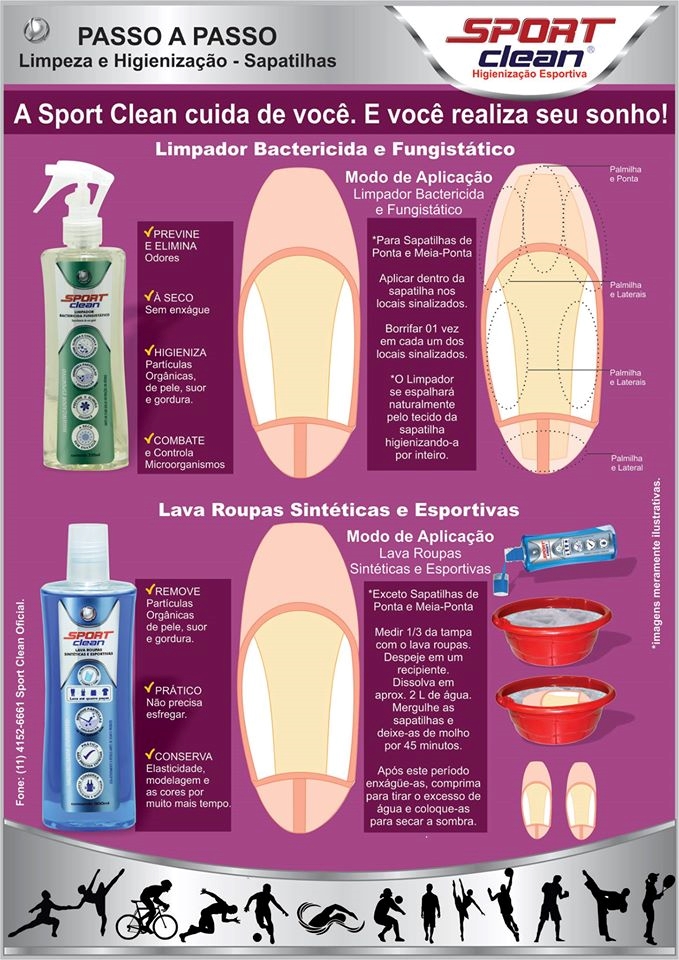 PASSO A PASSO
Limpeza e Higienização - Sapatilhas
SPORT
clean®
Higienização Esportiva
A Sport Clean cuida de você. E você realiza seu sonho!
Limpador Bactericida e Fungistático
PREVINE
E ELIMINA
Odores
À SECO
Sem enxágue
HIGIENIZA
Partículas
Orgânicas,
de pele, suor
e gordura.
COMBATE
e Controla
Microorganismos
SPORT
clean
LIMPADOR
BACTERICIDA FUNGISTÁTICO
Modo de Aplicação
Limpador Bactericida
e Fungistático
*Para Sapatilhas de
Ponta e Meia-Ponta
Aplicar dentro da
sapatilha nos
locais sinalizados.
Borrifar 01 vez
em cada um dos
locais sinalizados.
*O Limpador
se espalhará
naturalmente
pelo tecido da
sapatilha
higienizando-a
por inteiro.
Palmilha
e Ponta
Palmilha
e Laterais
Palmilha
e Laterais
Palmilha
e Lateral
Lava Roupas Sintéticas e Esportivas
SPORT
clean
LAVA ROUPAS
SINTÉTICAS E ESPORTIVAS
REMOVE
Partículas
Orgânicas
de pele, suor
e gordura.
PRÁTICO
Não precisa
esfregar.
CONSERVA
Elasticidade,
modelagem e
as cores por
muito mais tempo.
Modo de Aplicação
Lava Roupas
Sintéticas e Esportivas
*Exceto Sapatilhas de
Ponta e Meia-Ponta
Medir 1/3 da tampa
com o lava roupas.
Despeje em um
recipiente.
Dissolva em
aprox. 2 L de água.
Mergulhe as
sapatilhas e
deixe-as de molho
por 45 minutos.
Após este período
enxágüe-as, comprima
para tirar o excesso de
água e coloque-as
para secar a sombra.
*imagens meramente ilustrativas.
Fone: (11) 4152-6661 Sport Clean Oficial.